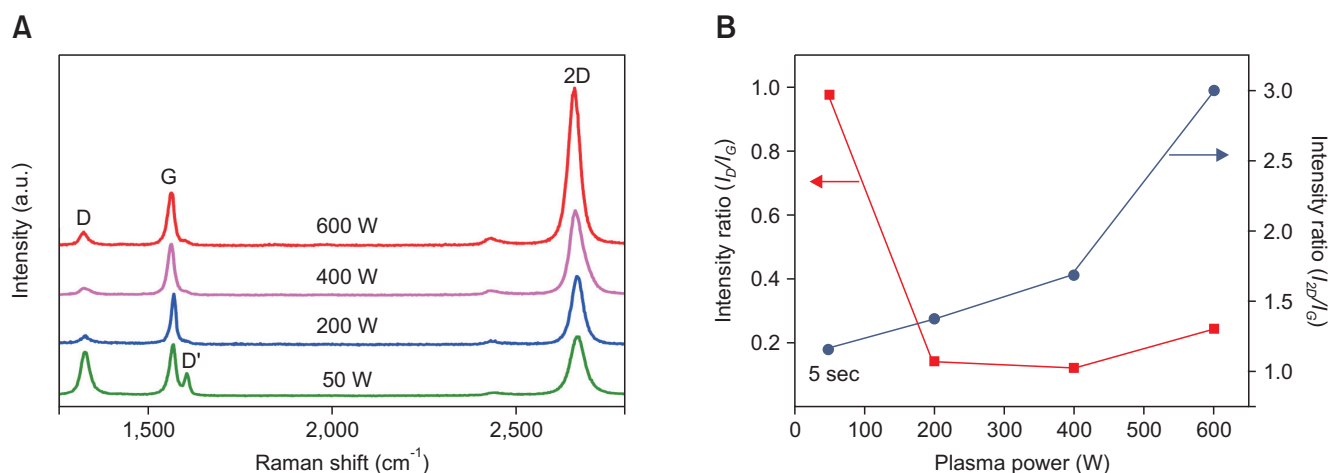 A
2D
G
D
600 W
400 W
200 W
D'
50 W
Intensity (a.u.)
1,500 2,000 2,500
Raman shift (cm⁻¹)
B
1.0
0.8
0.6
0.4
0.2
Intensity ratio (I_D/I_G)
5 sec
3.0
2.5
2.0
1.5
1.0
Intensity ratio (I_2D/I_G)
0 100 200 300 400 500 600
Plasma power (W)